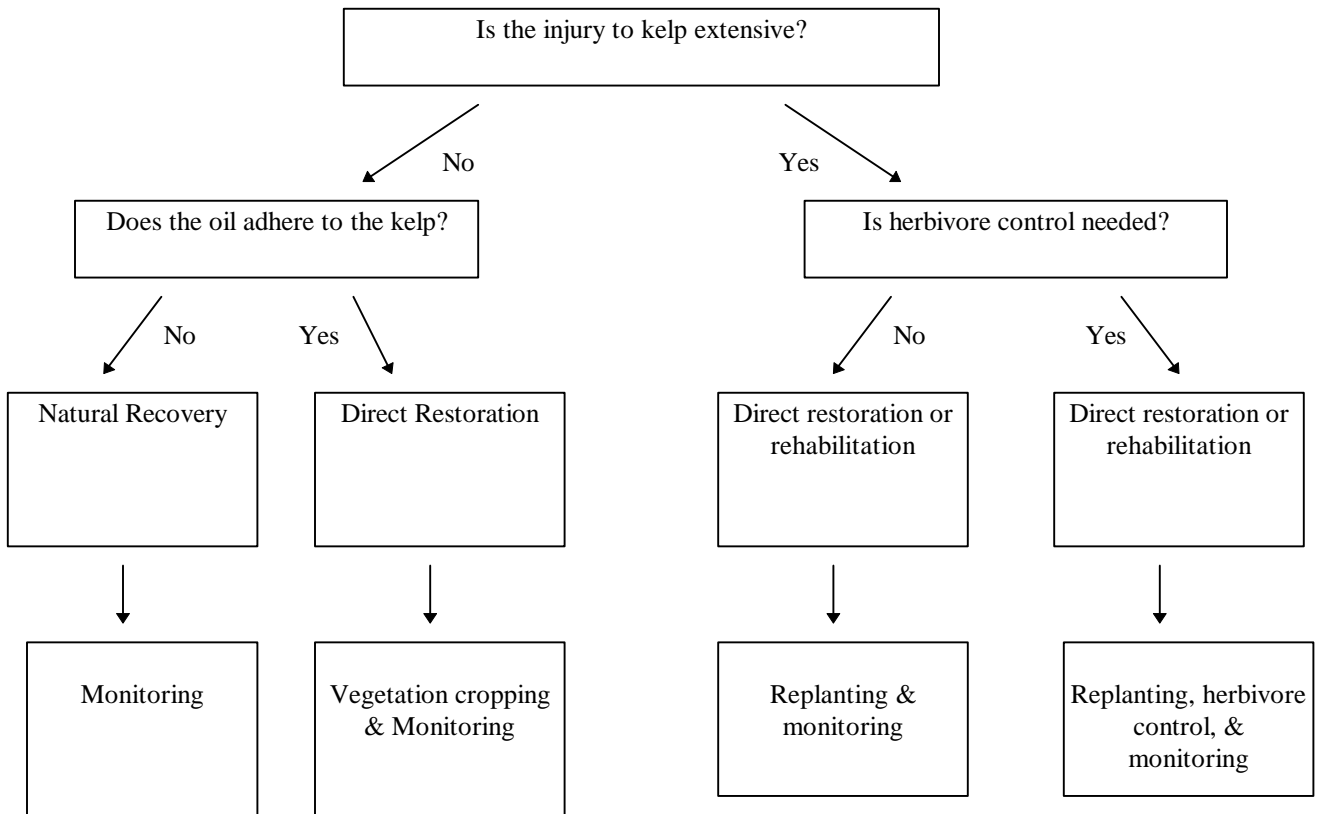 Is the injury to kelp extensive?
No
Yes
Does the oil adhere to the kelp?
Is herbivore control needed?
No
Yes
No
Yes
Natural Recovery
Direct Restoration
Direct restoration or
rehabilitation
Direct restoration or
rehabilitation
Monitoring
Vegetation cropping
& Monitoring
Replanting &
monitoring
Replanting, herbivore
control, &
monitoring